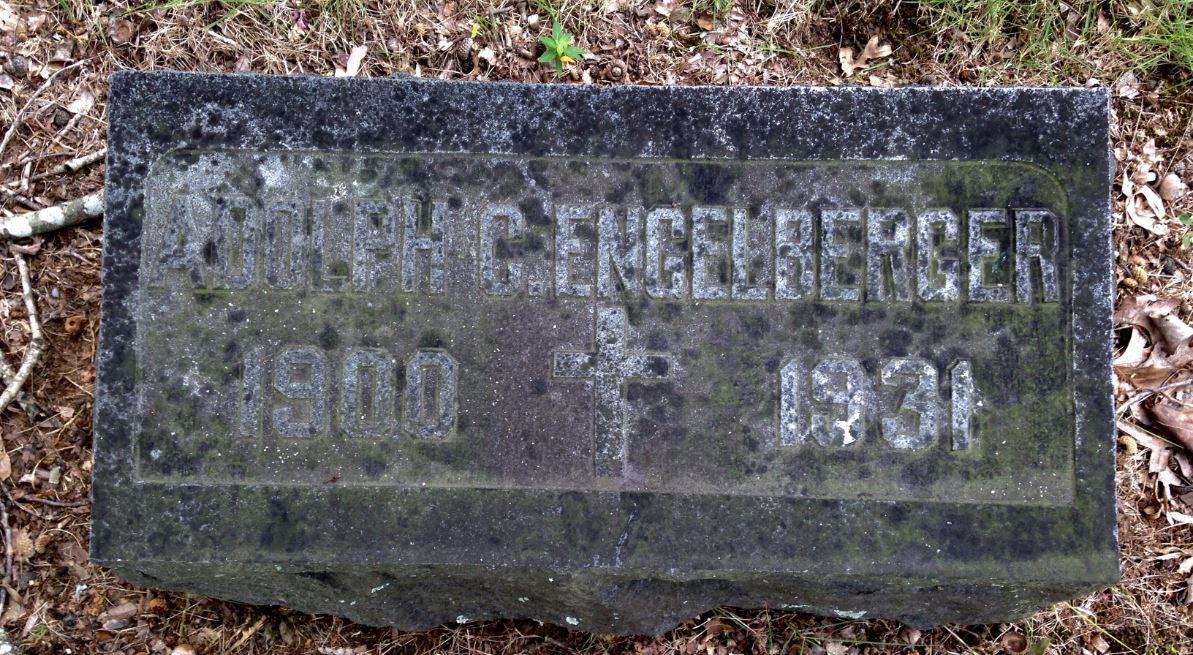 ADOLPH C. ENGELBERGER
1900 1931